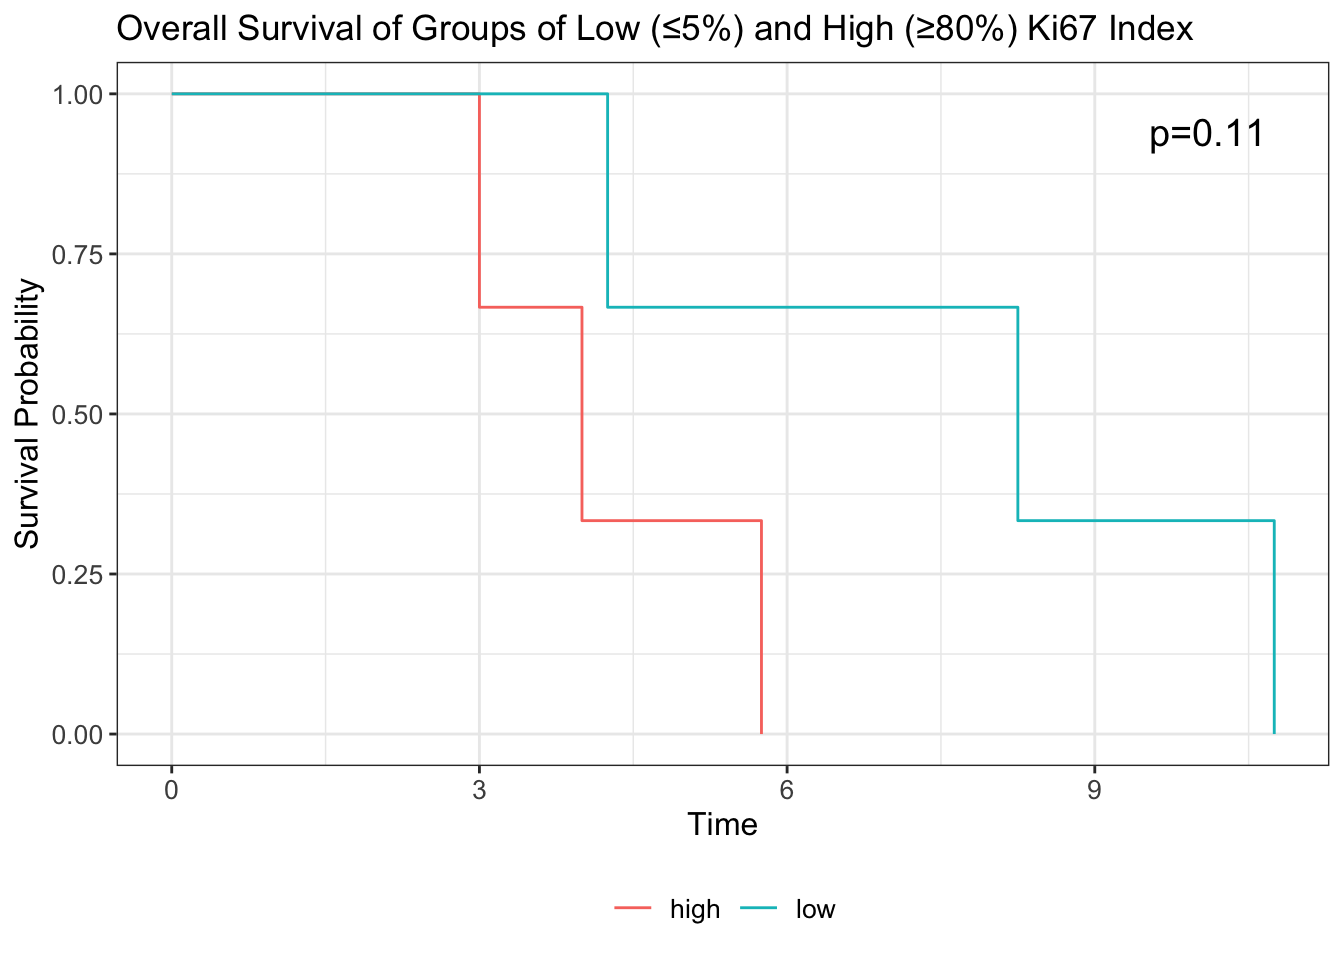 Overall Survival of Groups of Low (≤5%) and High (≥80%) Ki67 Index
p=0.11
1.00
0.75
0.50
0.25
0.00
Survival Probability
0 3 6 9
Time
high low